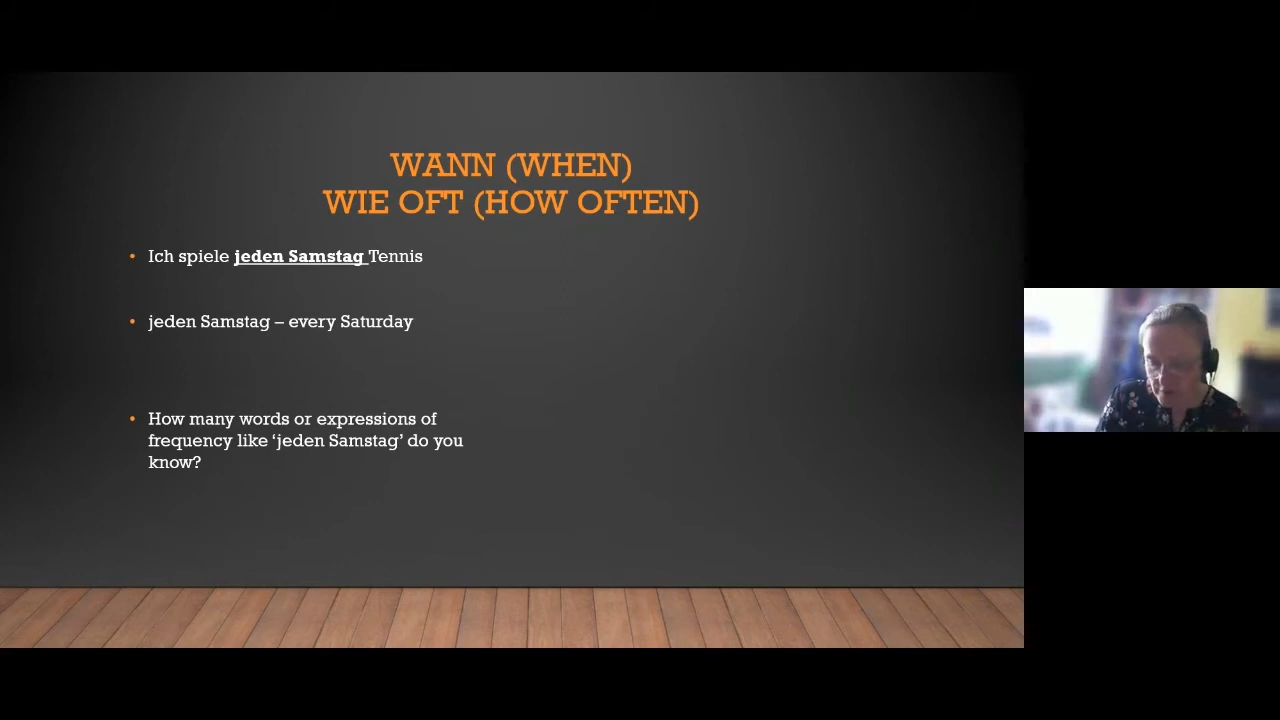 WANN (WHEN)
WIE OFT (HOW OFTEN)
• Ich spiele jeden Samstag Tennis
• jeden Samstag – every Saturday
• How many words or expressions of
frequency like ‘jeden Samstag’ do you
know?